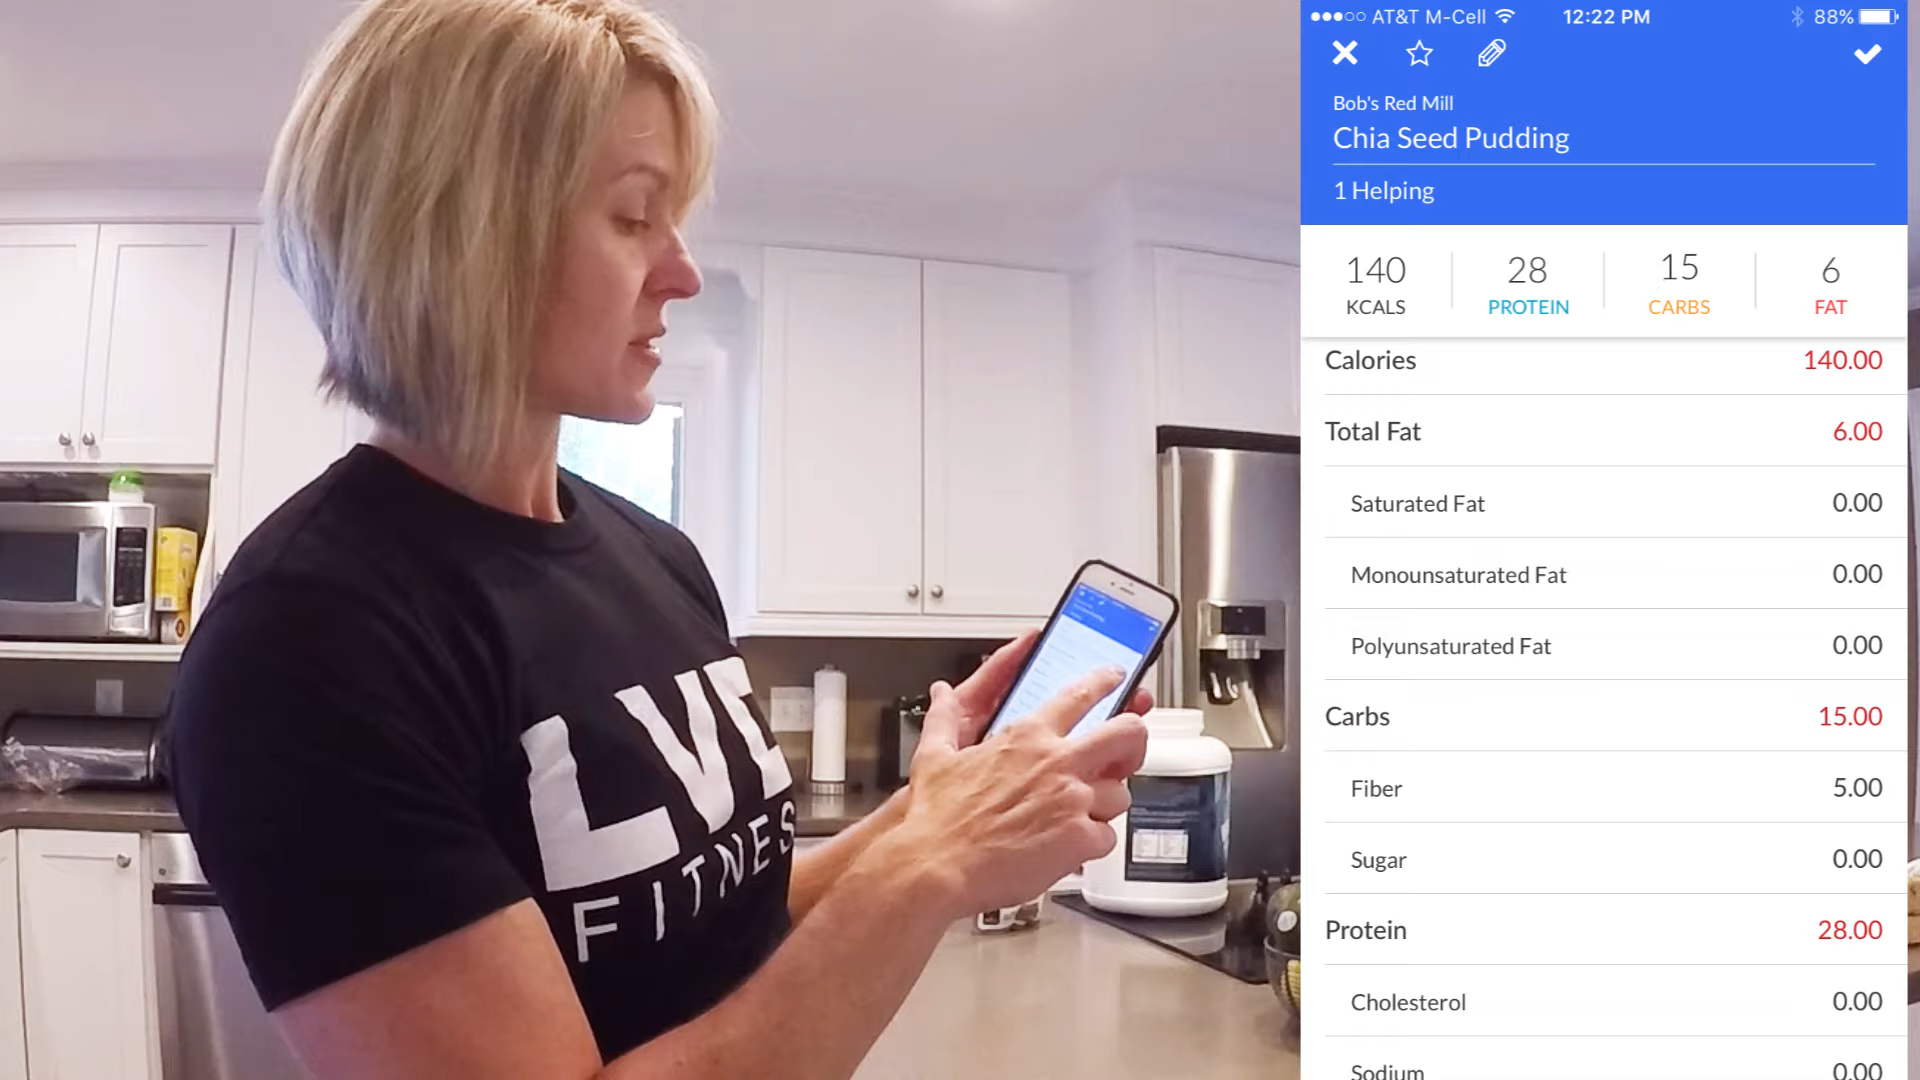 LVE
FITNESS
AT&T M-Cell
12:22 PM
88%
Bob's Red Mill
Chia Seed Pudding
1 Helping
140
KCALS
28
PROTEIN
15
CARBS
6
FAT
Calories 140.00
Total Fat 6.00
Saturated Fat 0.00
Monounsaturated Fat 0.00
Polyunsaturated Fat 0.00
Carbs 15.00
Fiber 5.00
Sugar 0.00
Protein 28.00
Cholesterol 0.00
Sodium 0.00